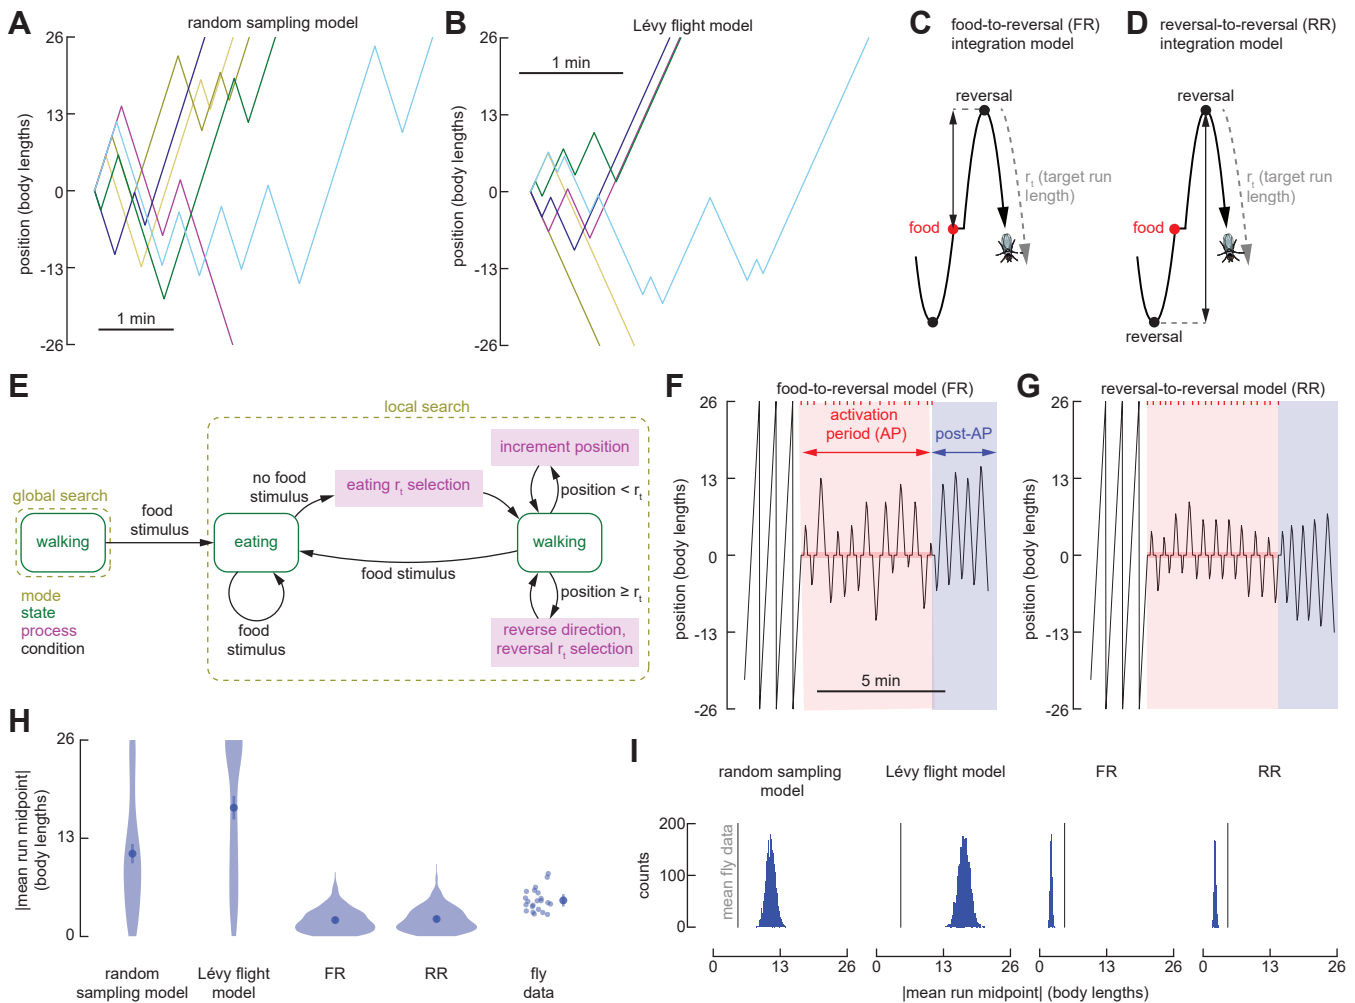 A
random sampling model
26
13
0
-13
-26
position (body lengths)
1 min
B
Lévy flight model
26
13
0
-13
-26
position (body lengths)
1 min
C
food-to-reversal (FR)
integration model
reversal
food
rt (target run
length)
D
reversal-to-reversal (RR)
integration model
reversal
food
rt (target run
length)
reversal
E
local search
global search
walking
food
stimulus
eating
no food
stimulus
eating rt selection
increment position
position < rt
walking
food stimulus
position ≥ rt
reverse direction,
reversal rt selection
food
stimulus
mode
state
process
condition
F
food-to-reversal model (FR)
26
13
0
-13
-26
position (body lengths)
activation
period (AP)
post-AP
5 min
G
reversal-to-reversal model (RR)
26
13
0
-13
-26
position (body lengths)
H
26
13
0
|mean run midpoint|
(body lengths)
random
sampling model
Lévy flight
model
FR
RR
fly
data
I
random sampling
model
Lévy flight model
FR
RR
200
100
0
counts
mean fly data
0 13 26
0 13 26
0 13 26
0 13 26
|mean run midpoint| (body lengths)